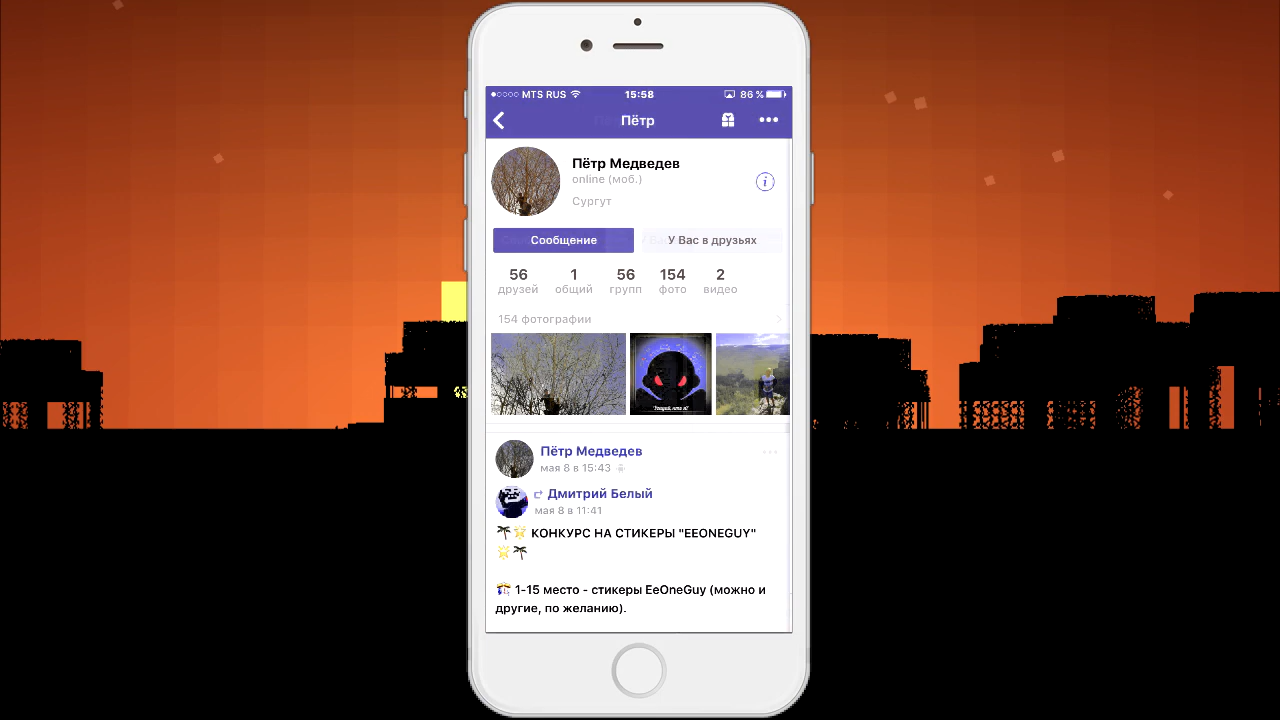 MTS RUS 15:58 86 %
Пётр
Пётр Медведев
online (моб.)
Сургут
Сообщение У Вас в друзьях
56 1 56 154 2
друзей общий групп фото видео
154 фотографии
Пётр Медведев
мая 8 в 15:43
Дмитрий Белый
мая 8 в 11:41
🌴🌟 КОНКУРС НА СТИКЕРЫ "EEONEGUY"
🌟🌴
1-15 место - стикеры EeOneGuy (можно и
другие, по желанию).